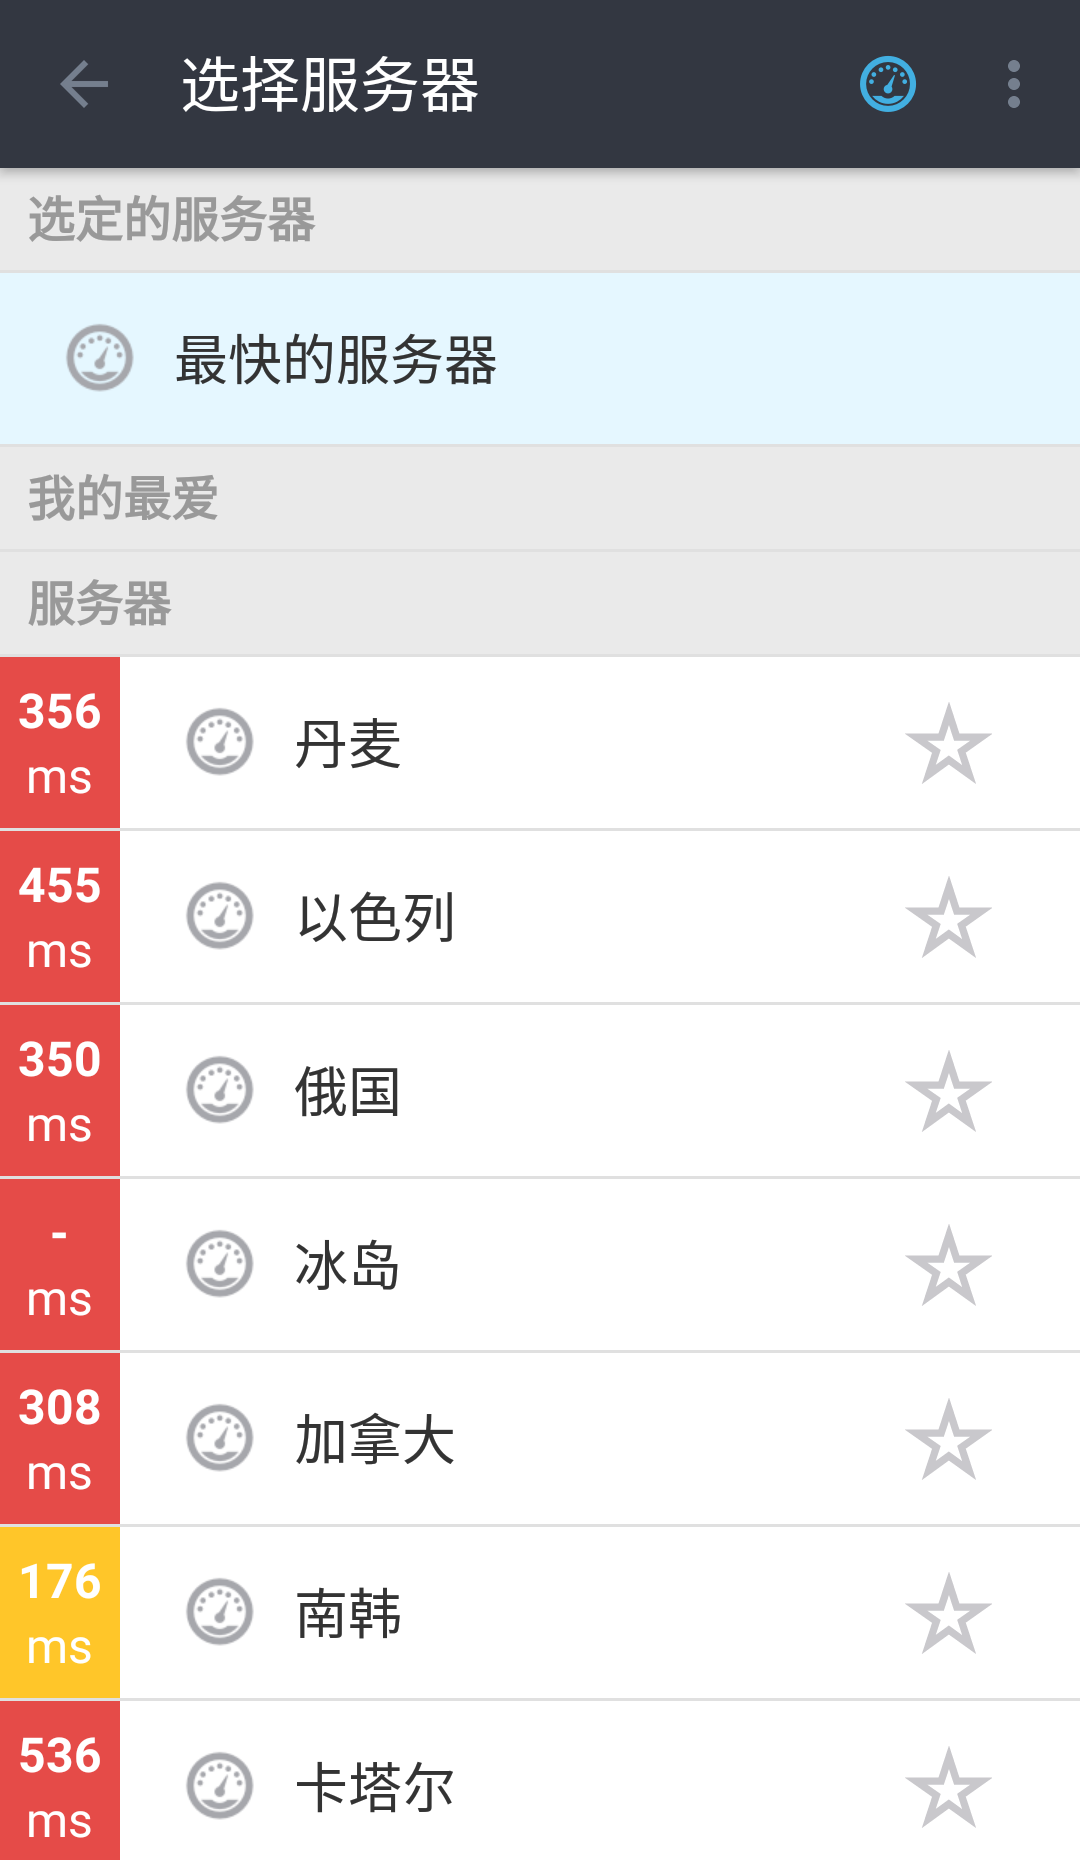 选择服务器
选定的服务器
最快的服务器
我的最爱
服务器
356
ms
丹麦
455
ms
以色列
350
ms
俄国
-
ms
冰岛
308
ms
加拿大
176
ms
南韩
536
ms
卡塔尔